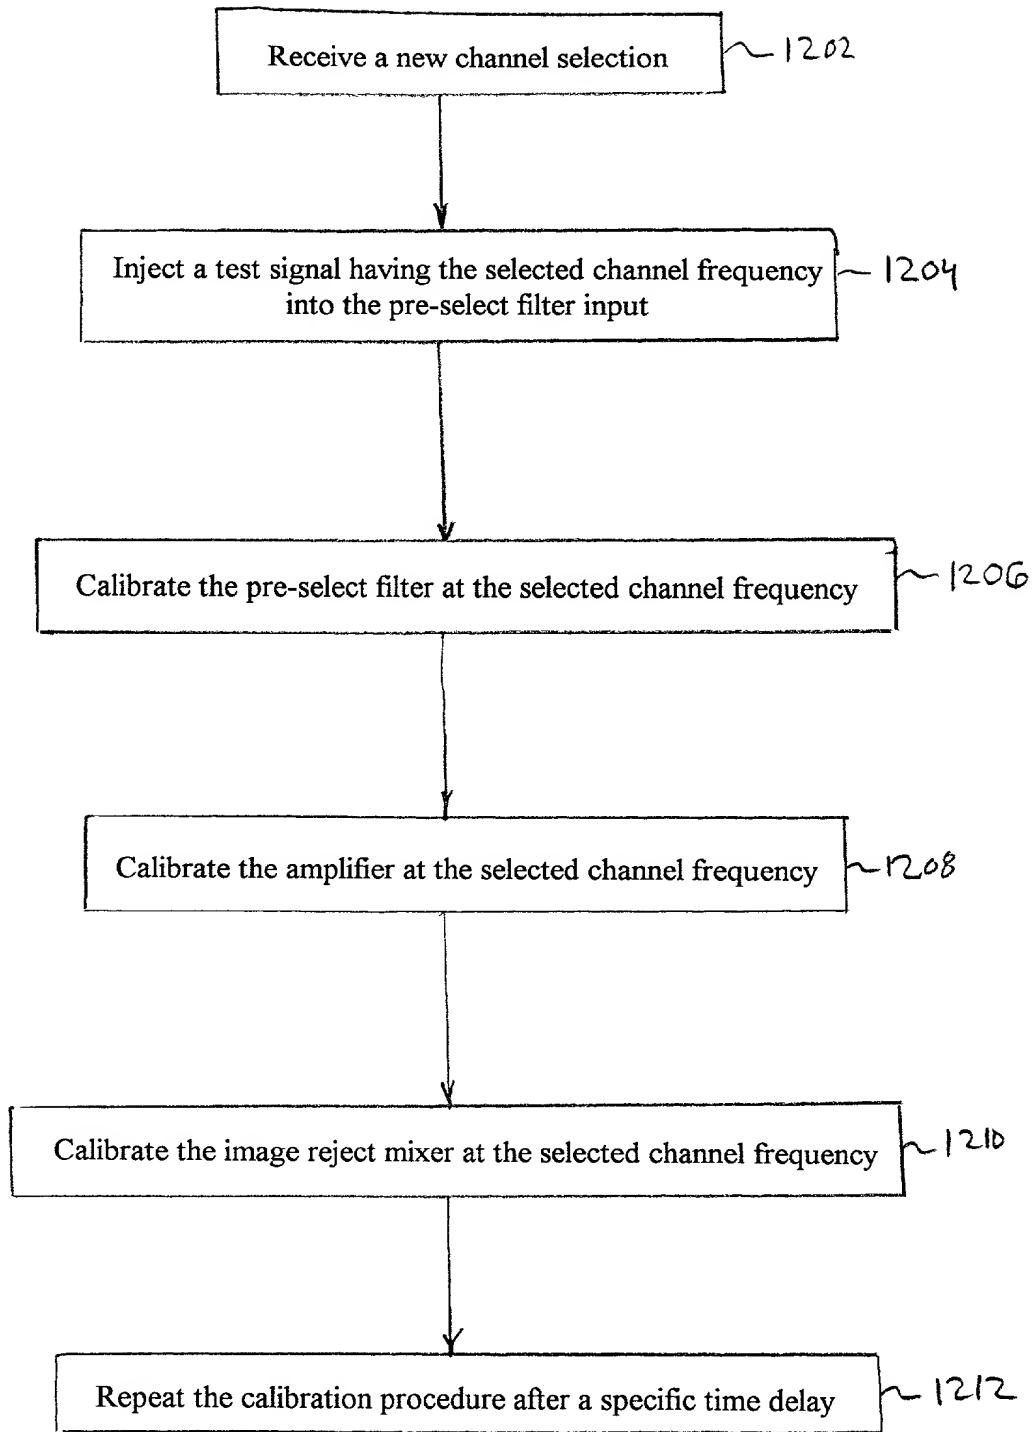 Receive a new channel selection
1202
Inject a test signal having the selected channel frequency
into the pre-select filter input
1204
Calibrate the pre-select filter at the selected channel frequency
1206
Calibrate the amplifier at the selected channel frequency
1208
Calibrate the image reject mixer at the selected channel frequency
1210
Repeat the calibration procedure after a specific time delay
1212